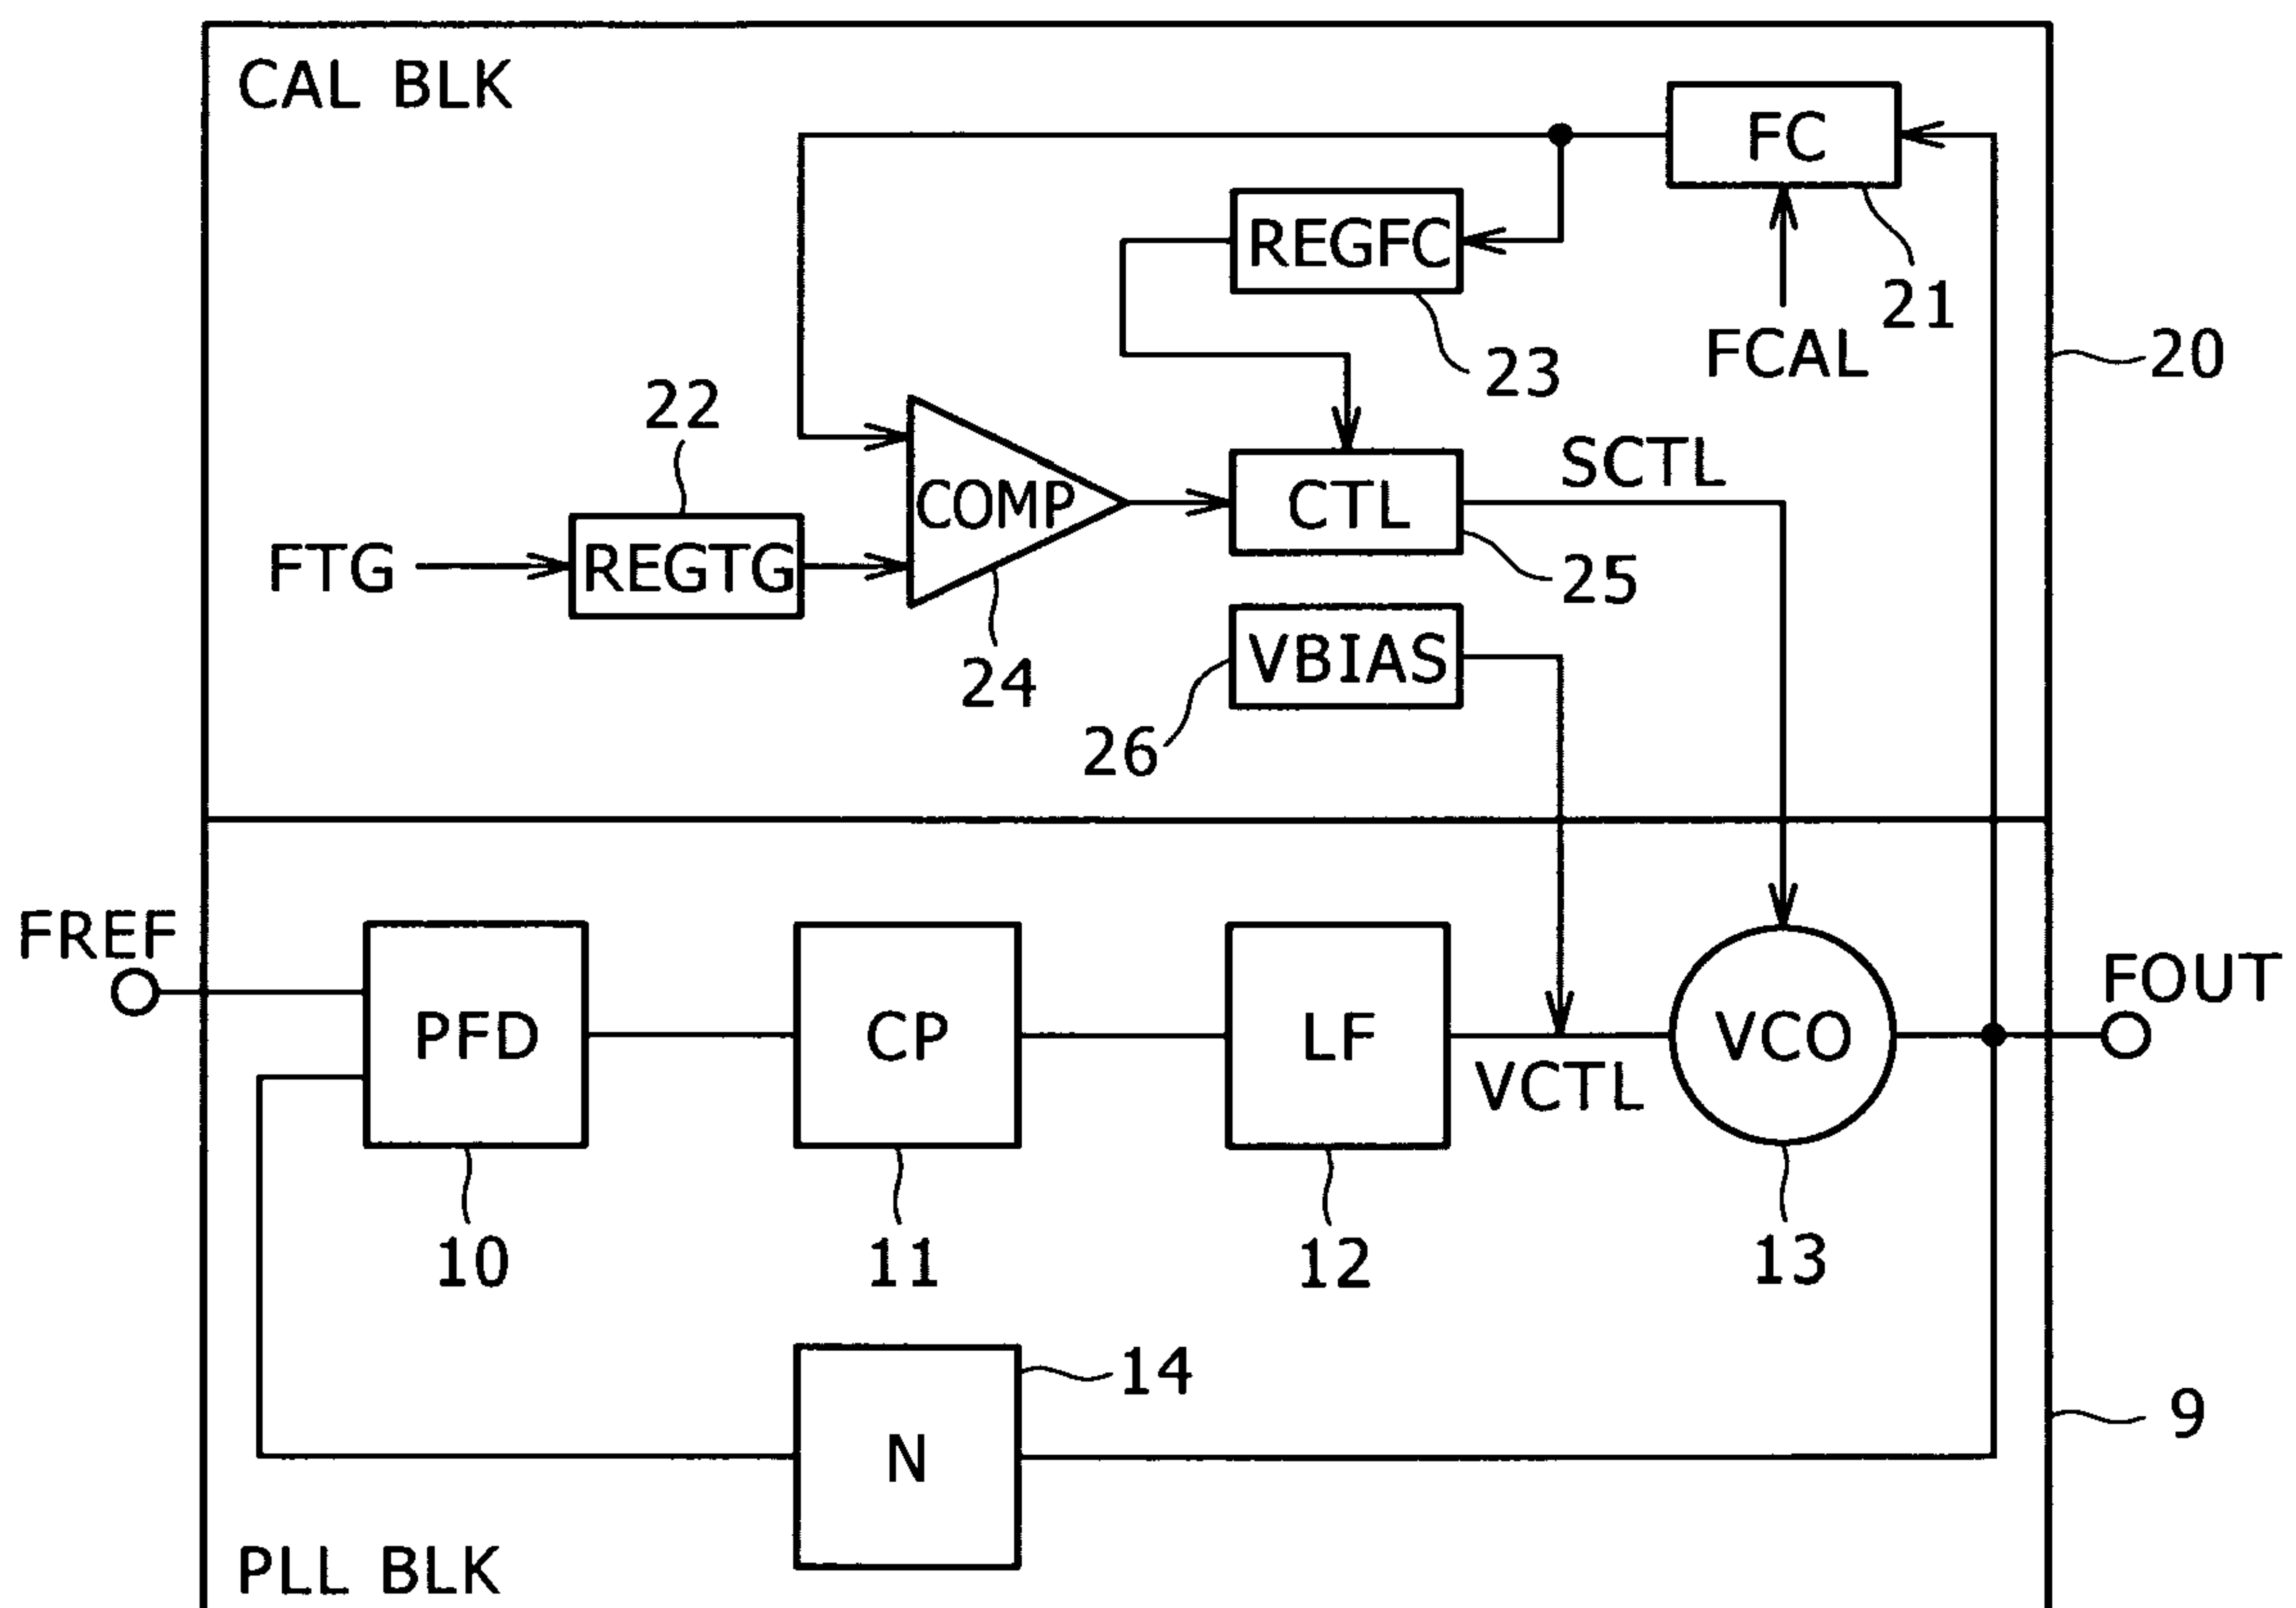 CAL BLK
FC
REGFC
21
FCAL
20
23
22
SCTL
COMP
CTL
FTG
REGTG
25
VBIAS
24
26
FREF
FOUT
PFD
CP
LF
VCO
VCTL
10
11
12
13
14
9
N
PLL BLK